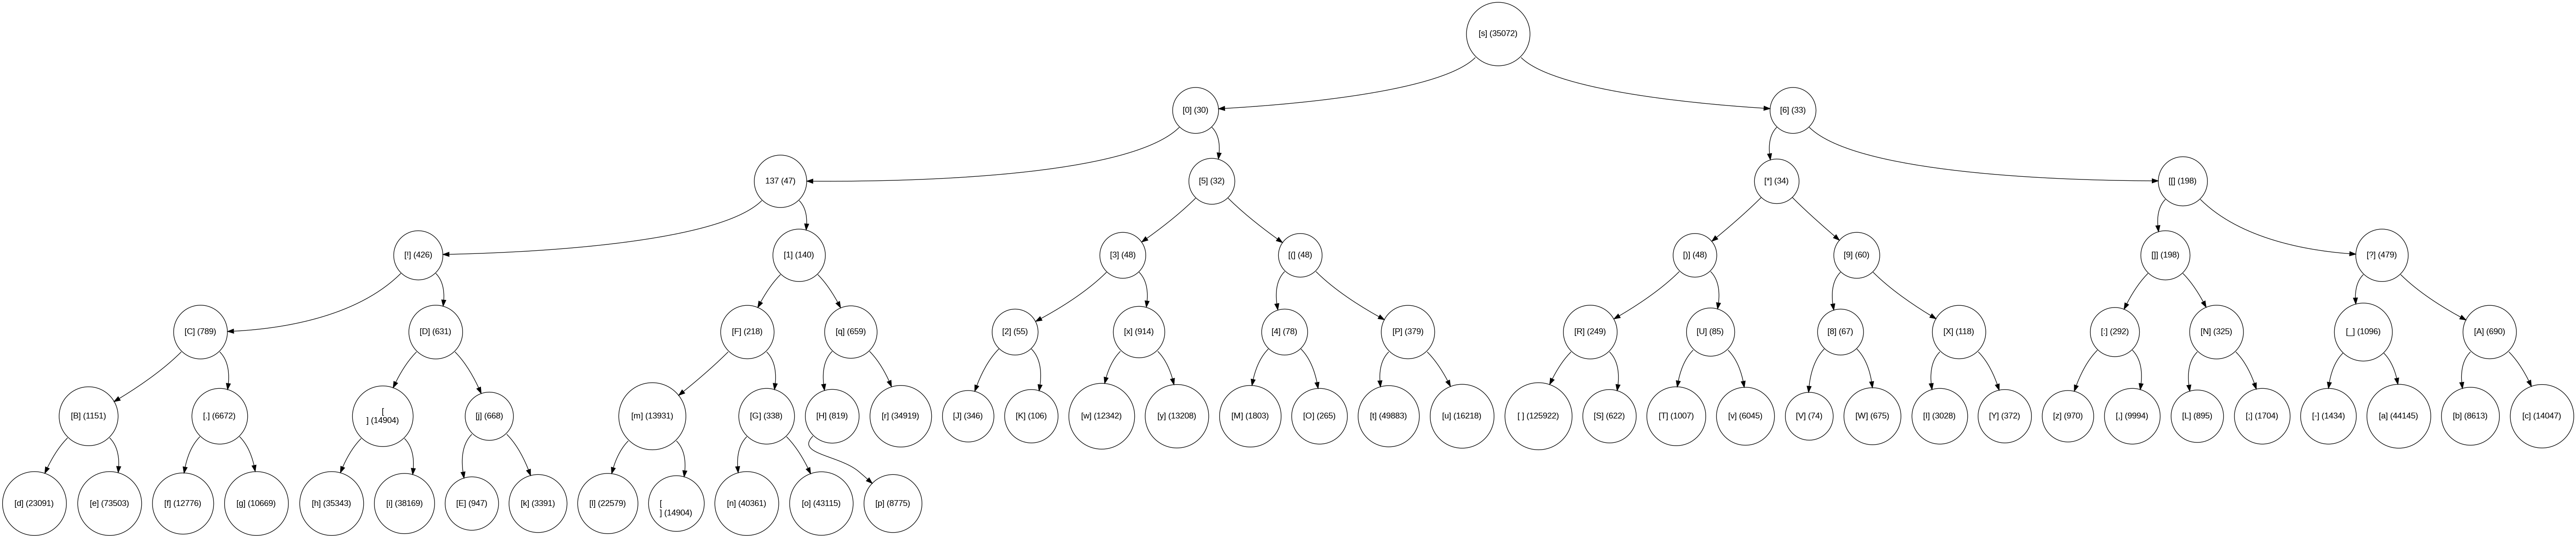 [s] (35072)
[0] (30)
[6] (33)
137 (47)
[5] (32)
[*] (34)
[[] (198)
[!] (426)
[1] (140)
[3] (48)
[(] (48)
[)] (48)
[9] (60)
[]] (198)
[?] (479)
[C] (789)
[D] (631)
[F] (218)
[q] (659)
[2] (55)
[x] (914)
[4] (78)
[P] (379)
[R] (249)
[U] (85)
[8] (67)
[X] (118)
[:] (292)
[N] (325)
[_] (1096)
[A] (690)
[B] (1151)
[.] (6672)
[
] (14904)
[j] (668)
[m] (13931)
[G] (338)
[H] (819)
[r] (34919)
[J] (346)
[K] (106)
[w] (12342)
[y] (13208)
[M] (1803)
[O] (265)
[t] (49883)
[u] (16218)
[ ] (125922)
[S] (622)
[T] (1007)
[v] (6045)
[V] (74)
[W] (675)
[I] (3028)
[Y] (372)
[z] (970)
[,] (9994)
[L] (895)
[;] (1704)
[-] (1434)
[a] (44145)
[b] (8613)
[c] (14047)
[d] (23091)
[e] (73503)
[f] (12776)
[g] (10669)
[h] (35343)
[i] (38169)
[E] (947)
[k] (3391)
[l] (22579)
[
] (14904)
[n] (40361)
[o] (43115)
[p] (8775)